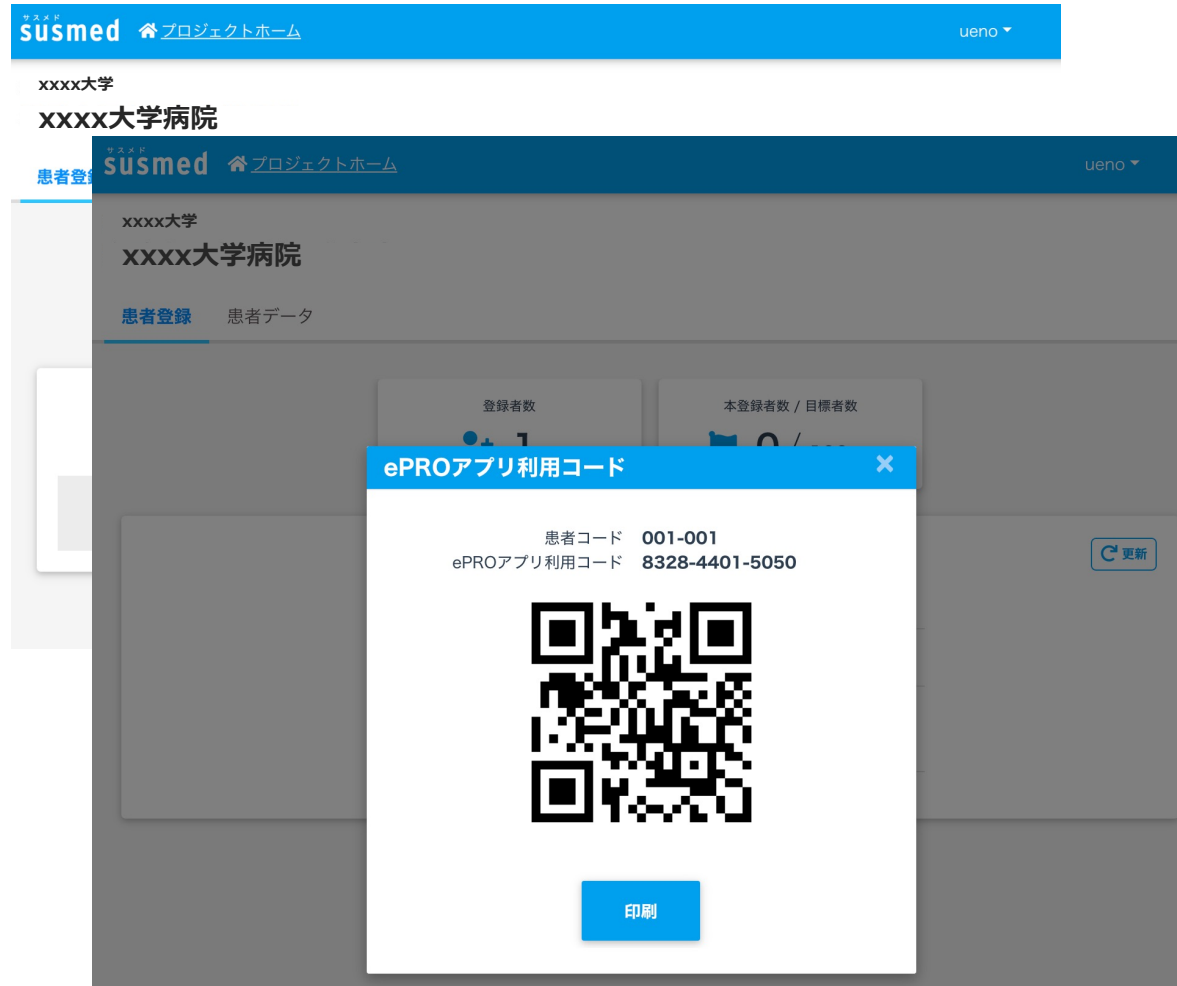 サスメド
susmed プロジェクトホーム ueno
xxxx大学
xxxx大学病院
患者登
サスメド
susmed プロジェクトホーム ueno
xxxx大学
xxxx大学病院
患者登録 患者データ
登録者数 本登録者数 / 目標者数
1 0 /
ePROアプリ利用コード ×
患者コード 001-001
ePROアプリ利用コード 8328-4401-5050
更新
印刷